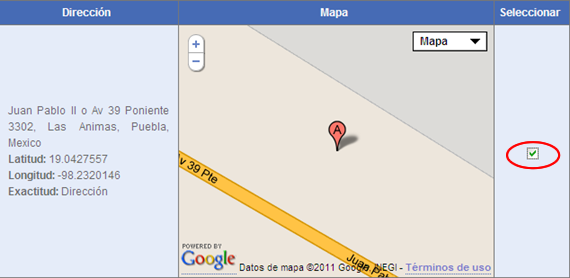 Dirección
Mapa
Seleccionar
Juan Pablo II o Av 39 Poniente
3302, Las Animas, Puebla,
Mexico
Latitud: 19.0427557
Longitud: -98.2320146
Exactitud: Dirección
+
Mapa
−
A
v 39 Pte
Juan Pa
POWERED BY
Google
Datos de mapa ©2011 Google, INEGI - Términos de uso